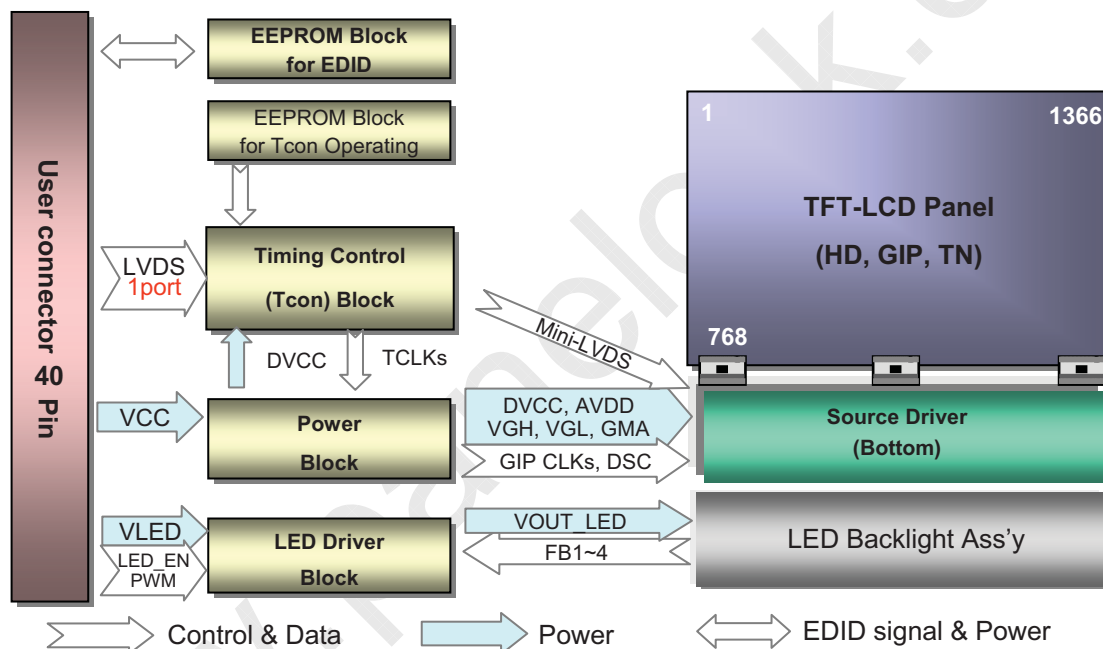 EEPROM Block
for EDID
EEPROM Block
for Tcon Operating
User connector 40 Pin
LVDS
1port
Timing Control
(Tcon) Block
DVCC
TCLKs
Mini-LVDS
1
1366
TFT-LCD Panel
(HD, GIP, TN)
768
VCC
Power
Block
DVCC, AVDD
VGH, VGL, GMA
GIP CLKs, DSC
Source Driver
(Bottom)
VLED
LED_EN
PWM
LED Driver
Block
VOUT_LED
FB1~4
LED Backlight Ass'y
Control & Data
Power
EDID signal & Power